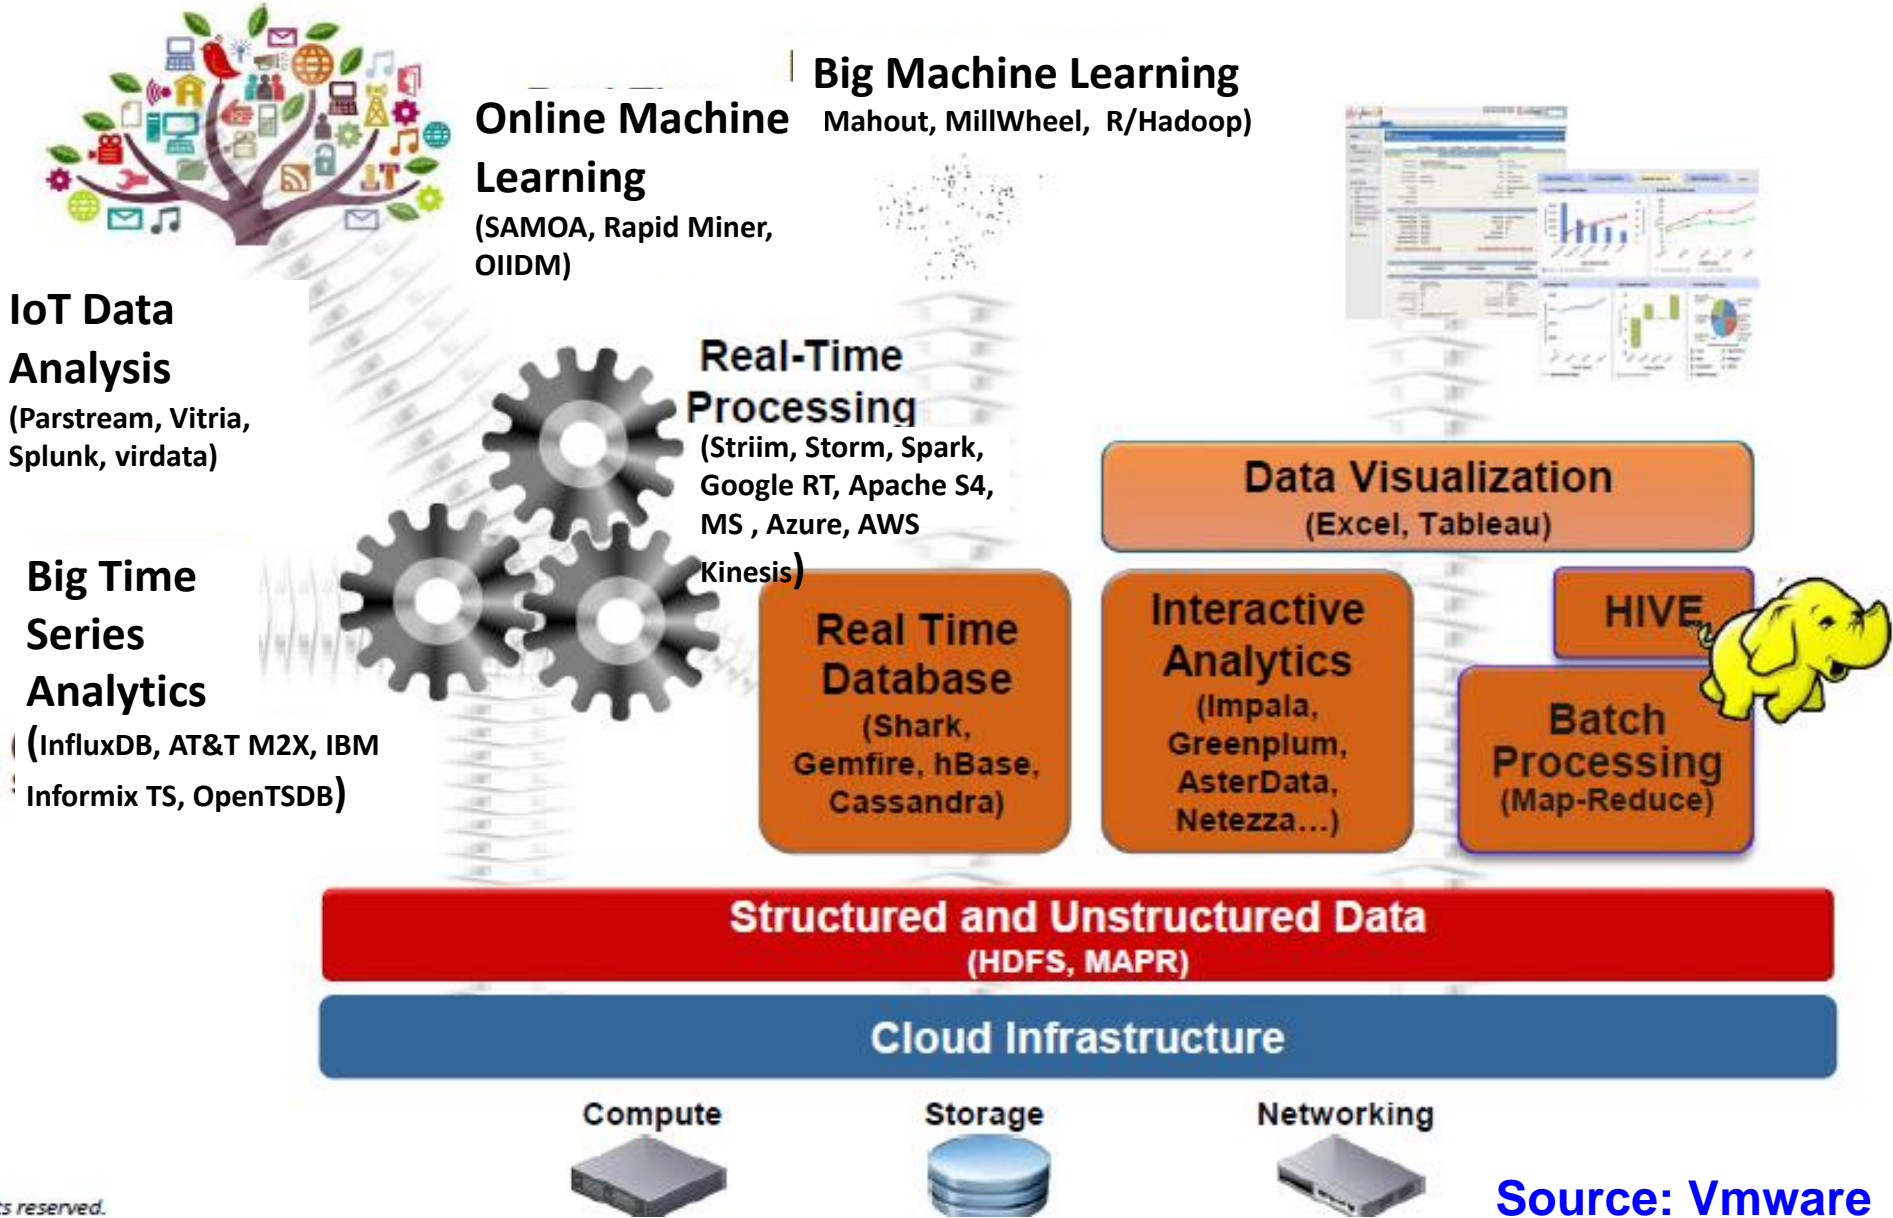 Big Machine Learning
Mahout, MillWheel, R/Hadoop)
Online Machine
Learning
(SAMOA, Rapid Miner,
OIIDM)
IoT Data
Analysis
(Parstream, Vitria,
Splunk, virdata)
Real-Time
Processing
(Striim, Storm, Spark,
Google RT, Apache S4,
MS , Azure, AWS
Kinesis)
Big Time
Series
Analytics
(InfluxDB, AT&T M2X, IBM
Informix TS, OpenTSDB)
Data Visualization
(Excel, Tableau)
Real Time
Database
(Shark,
Gemfire, hBase,
Cassandra)
Interactive
Analytics
(Impala,
Greenplum,
AsterData,
Netezza...)
HIVE
Batch
Processing
(Map-Reduce)
Structured and Unstructured Data
(HDFS, MAPR)
Cloud Infrastructure
Compute
Storage
Networking
reserved.
Source: Vmware